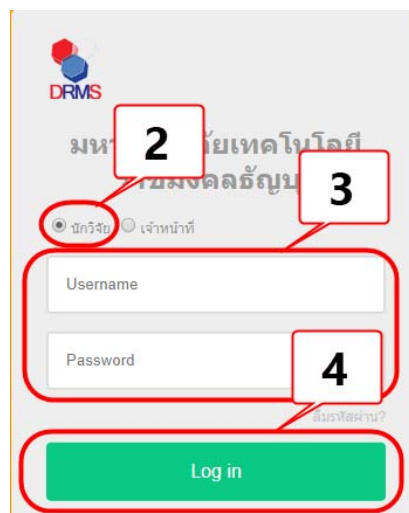 DRMS
2
มห ัยเทคโนโลยี
ชมงคลธัญบ
3
นักวิจัย เจ้าหน้าที่
Username
Password
4
ลืมรหัสผ่าน?
Log in